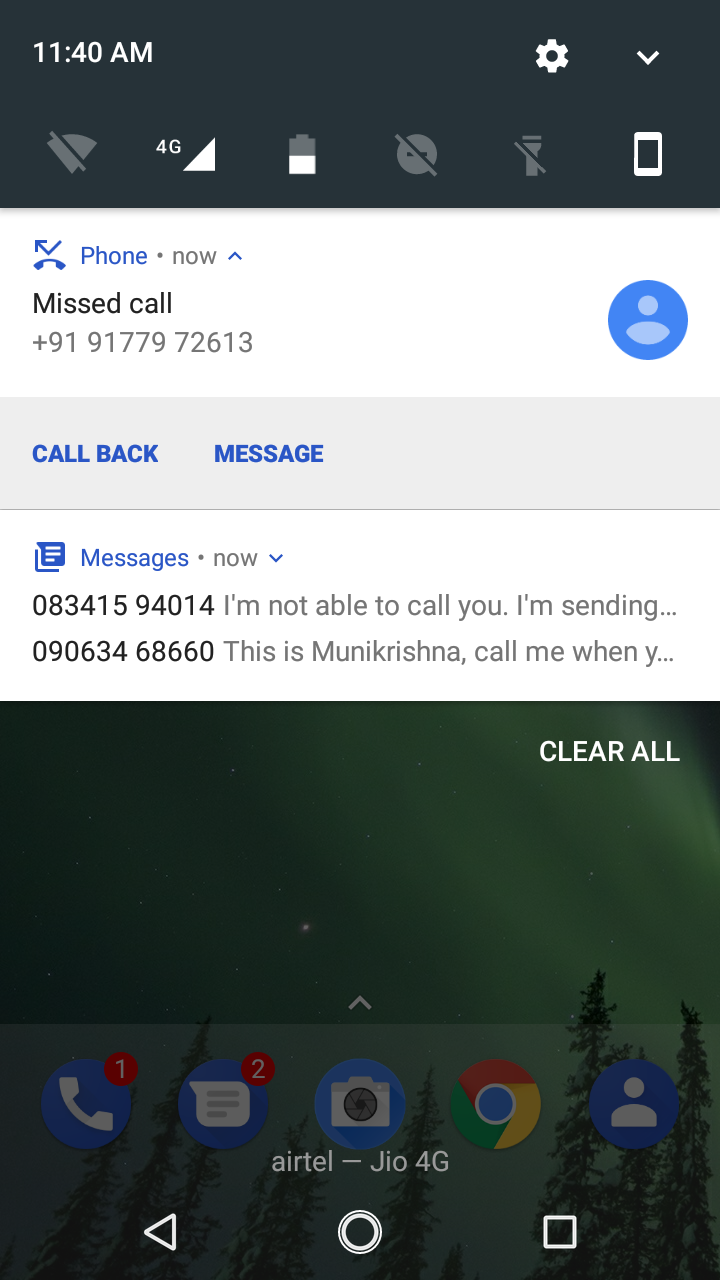 11:40 AM
4G
Phone • now
Missed call
+91 91779 72613
CALL BACK MESSAGE
Messages • now
083415 94014 I'm not able to call you. I'm sending…
090634 68660 This is Munikrishna, call me when y…
CLEAR ALL
1 2
airtel — Jio 4G